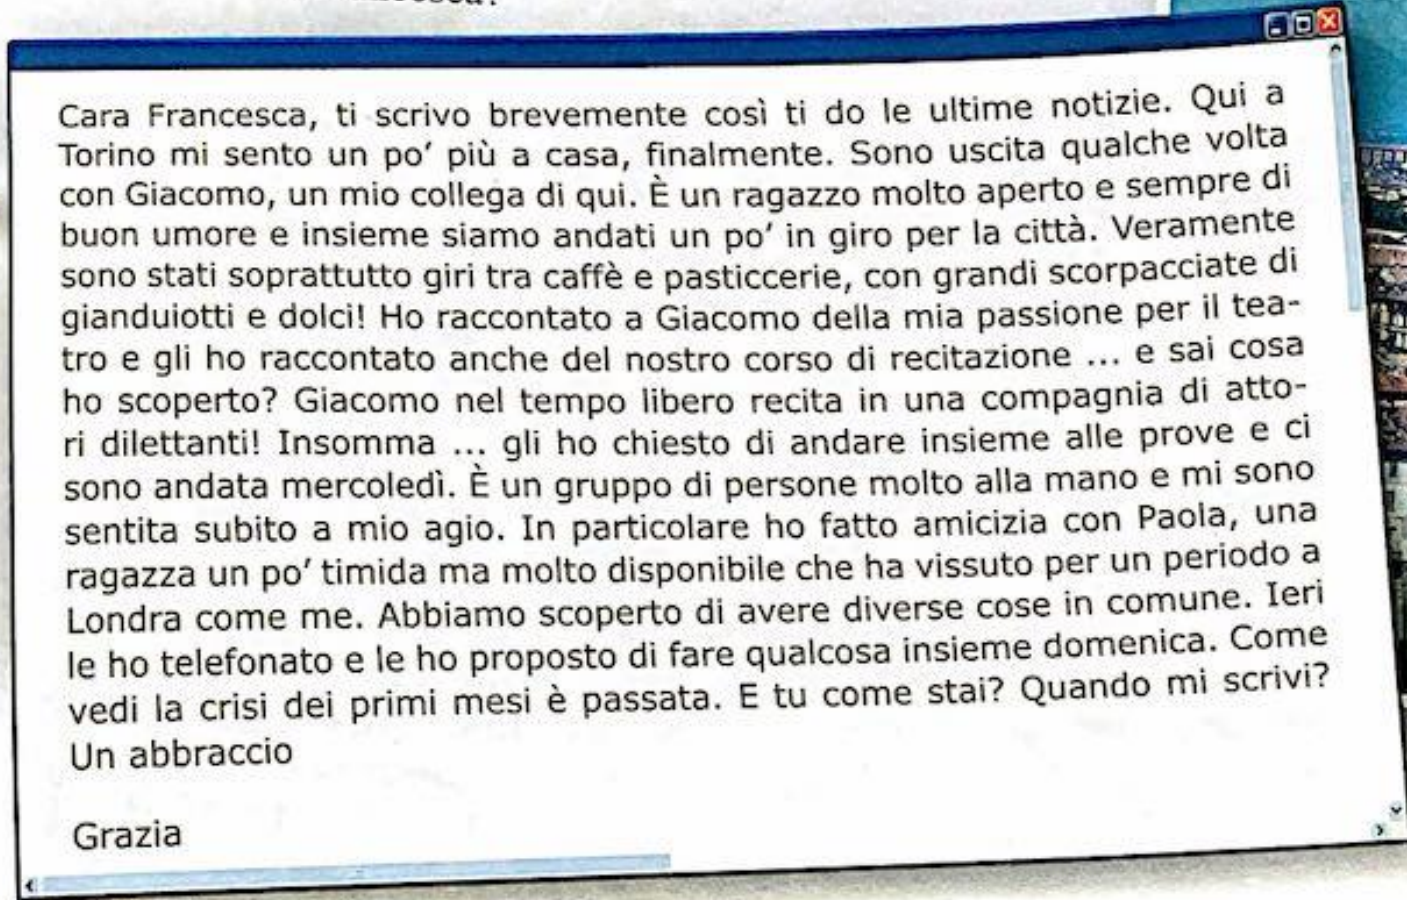 Cara Francesca, ti scrivo brevemente così ti do le ultime notizie. Qui a
Torino mi sento un po' più a casa, finalmente. Sono uscita qualche volta
con Giacomo, un mio collega di qui. È un ragazzo molto aperto e sempre di
buon umore e insieme siamo andati un po' in giro per la città. Veramente
sono stati soprattutto giri tra caffè e pasticcerie, con grandi scorpacciate di
gianduiotti e dolci! Ho raccontato a Giacomo della mia passione per il tea-
tro e gli ho raccontato anche del nostro corso di recitazione ... e sai cosa
ho scoperto? Giacomo nel tempo libero recita in una compagnia di atto-
ri dilettanti! Insomma ... gli ho chiesto di andare insieme alle prove e ci
sono andata mercoledì. È un gruppo di persone molto alla mano e mi sono
sentita subito a mio agio. In particolare ho fatto amicizia con Paola, una
ragazza un po' timida ma molto disponibile che ha vissuto per un periodo a
Londra come me. Abbiamo scoperto di avere diverse cose in comune. Ieri
le ho telefonato e le ho proposto di fare qualcosa insieme domenica. Come
vedi la crisi dei primi mesi è passata. E tu come stai? Quando mi scrivi?
Un abbraccio
Grazia